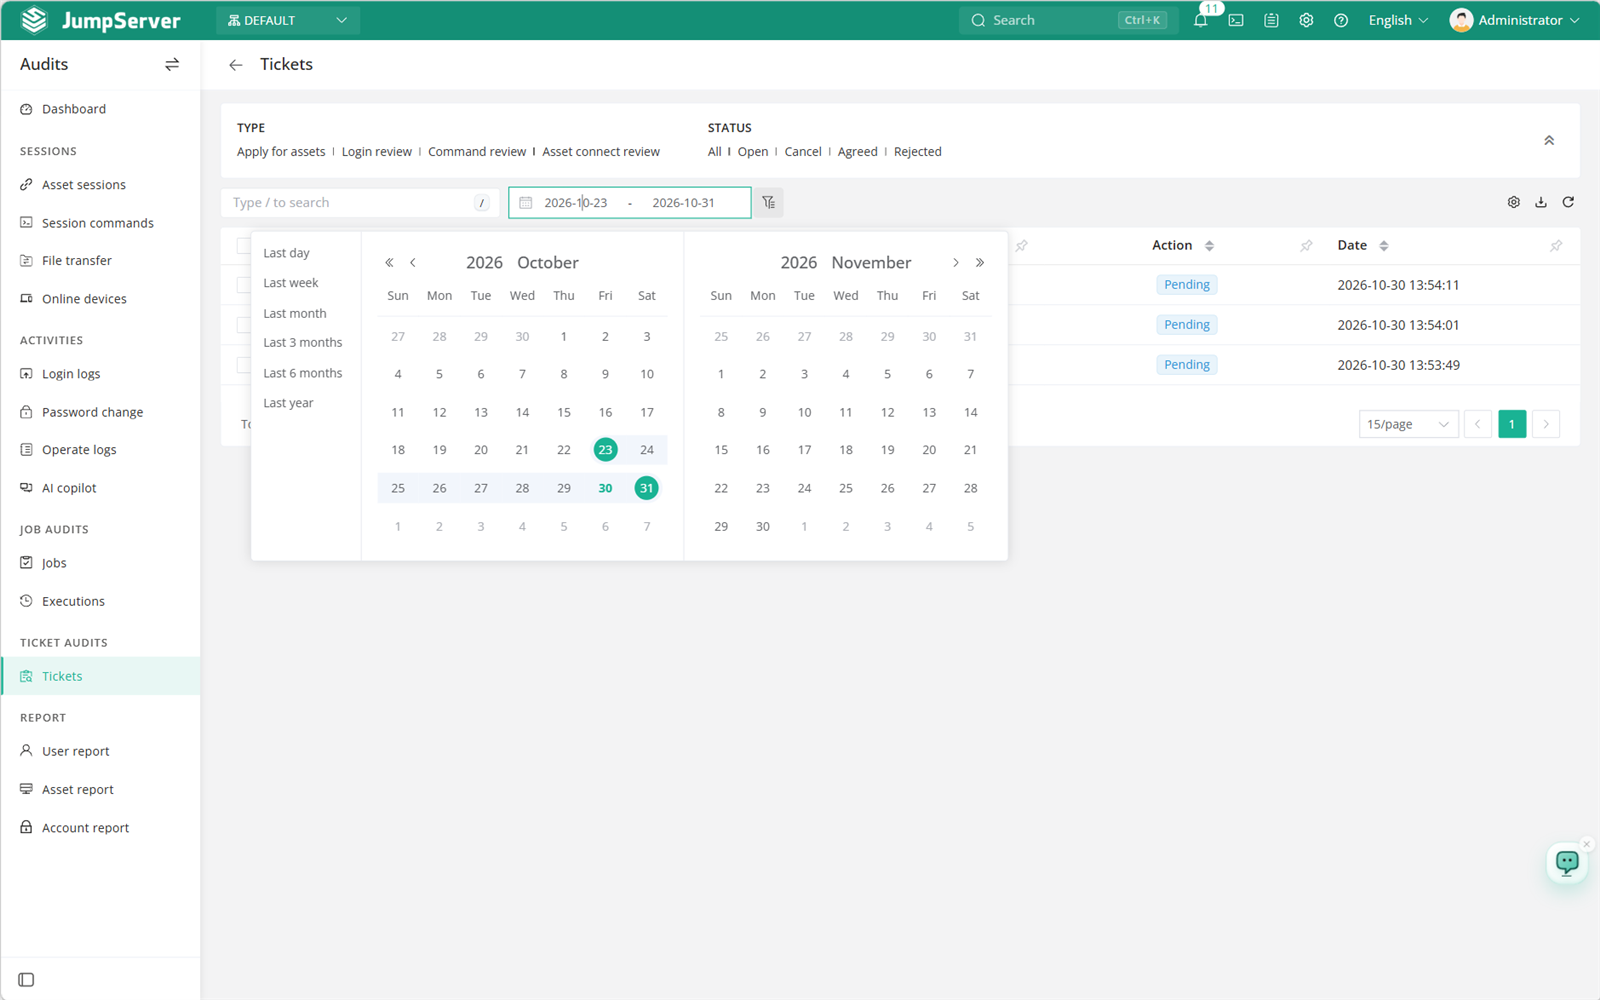 JumpServer
DEFAULT
Search
Ctrl+K
11
English
Administrator
Audits
Tickets
Dashboard
SESSIONS
Asset sessions
Session commands
File transfer
Online devices
ACTIVITIES
Login logs
Password change
Operate logs
AI copilot
JOB AUDITS
Jobs
Executions
TICKET AUDITS
Tickets
REPORT
User report
Asset report
Account report
TYPE
Apply for assets | Login review | Command review | Asset connect review
STATUS
All | Open | Cancel | Agreed | Rejected
Type / to search
/
2026-10-23 - 2026-10-31
Last day
Last week
Last month
Last 3 months
Last 6 months
Last year
2026 October
Sun Mon Tue Wed Thu Fri Sat
27 28 29 30 1 2 3
4 5 6 7 8 9 10
11 12 13 14 15 16 17
18 19 20 21 22 23 24
25 26 27 28 29 30 31
1 2 3 4 5 6 7
2026 November
Sun Mon Tue Wed Thu Fri Sat
25 26 27 28 29 30 31
1 2 3 4 5 6 7
8 9 10 11 12 13 14
15 16 17 18 19 20 21
22 23 24 25 26 27 28
29 30 1 2 3 4 5
Action
Date
Pending
2026-10-30 13:54:11
Pending
2026-10-30 13:54:01
Pending
2026-10-30 13:53:49
15/page
1